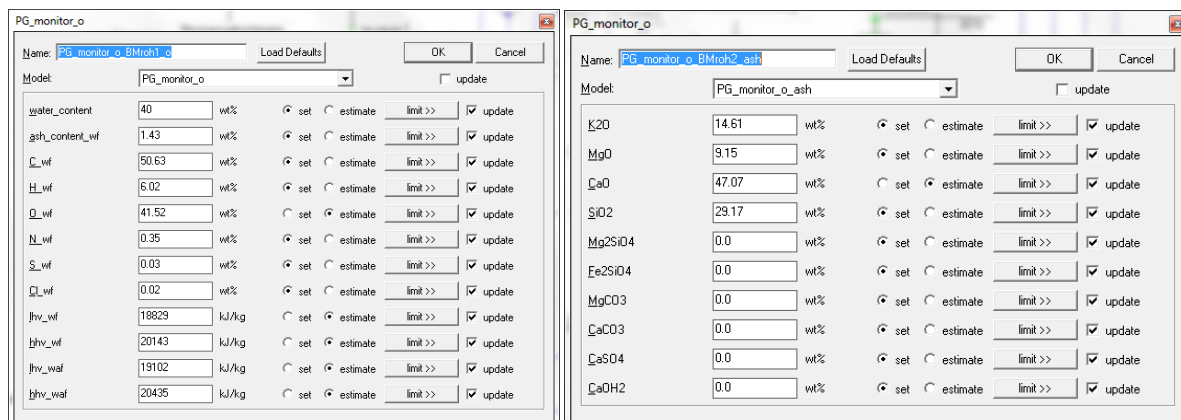 PG_monitor_o
Name: PG_monitor_o_BMroh1_o Load Defaults OK Cancel
Model: PG_monitor_o update
water_content 40 wt% set estimate limit >> update
ash_content_wf 1.43 wt% set estimate limit >> update
C_wf 50.63 wt% set estimate limit >> update
H_wf 6.02 wt% set estimate limit >> update
O_wf 41.52 wt% set estimate limit >> update
N_wf 0.35 wt% set estimate limit >> update
S_wf 0.03 wt% set estimate limit >> update
Cl_wf 0.02 wt% set estimate limit >> update
lhv_wf 18829 kJ/kg set estimate limit >> update
hhv_wf 20143 kJ/kg set estimate limit >> update
lhv_waf 19102 kJ/kg set estimate limit >> update
hhv_waf 20435 kJ/kg set estimate limit >> update
PG_monitor_o
Name: PG_monitor_o_BMroh2_ash Load Defaults OK Cancel
Model: PG_monitor_o_ash update
K2O 14.61 wt% set estimate limit >> update
MgO 9.15 wt% set estimate limit >> update
CaO 47.07 wt% set estimate limit >> update
SiO2 29.17 wt% set estimate limit >> update
Mg2SiO4 0.0 wt% set estimate limit >> update
Fe2SiO4 0.0 wt% set estimate limit >> update
MgCO3 0.0 wt% set estimate limit >> update
CaCO3 0.0 wt% set estimate limit >> update
CaSO4 0.0 wt% set estimate limit >> update
CaOH2 0.0 wt% set estimate limit >> update